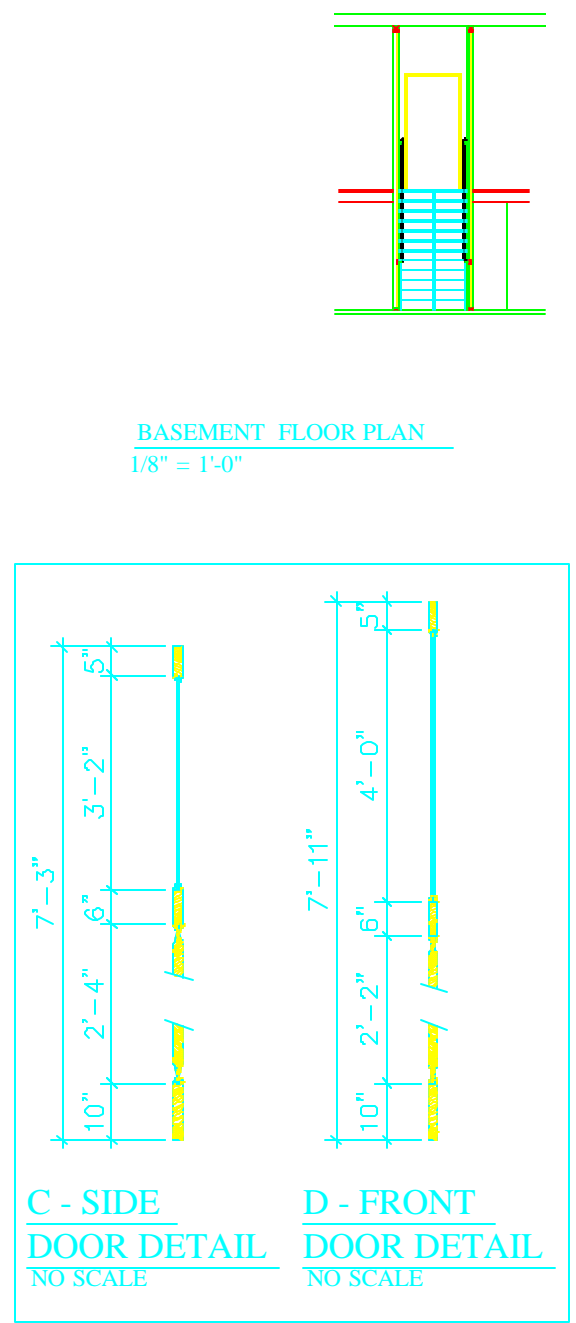 BASEMENT FLOOR PLAN
1/8" = 1'-0"
5"
3'-2"
7'-3"
6"
2'-4"
10"
5"
4'-0"
7'-11"
6"
2'-2"
10"
C - SIDE
DOOR DETAIL
NO SCALE
D - FRONT
DOOR DETAIL
NO SCALE